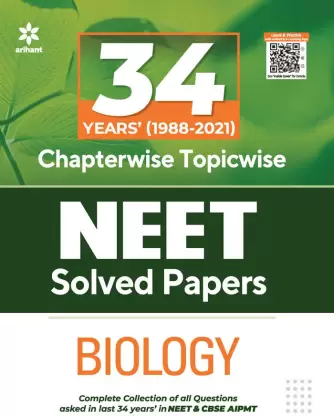 arihant
34
YEARS' (1988-2021)
Chapterwise Topicwise
NEET
Solved Papers
BIOLOGY
Complete Collection of all Questions
asked in last 34 years' in NEET & CBSE AIPMT